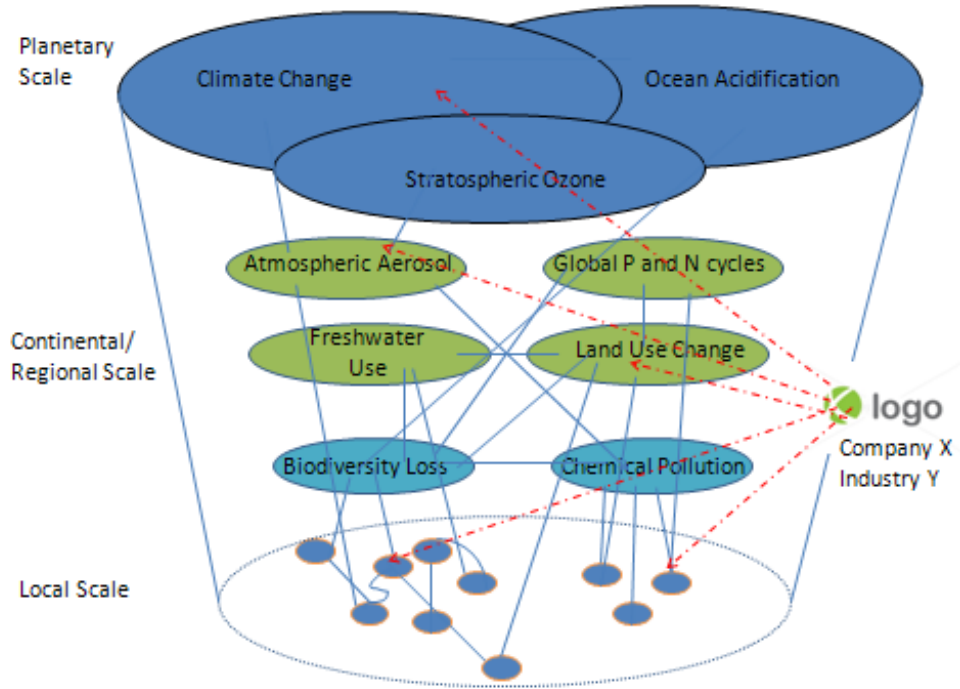 Planetary
Scale
Climate Change
Ocean Acidification
Stratospheric Ozone
Atmospheric Aerosol
Global P and N cycles
Continental/
Regional Scale
Freshwater
Use
Land Use Change
logo
Company X
Industry Y
Biodiversity Loss
Chemical Pollution
Local Scale